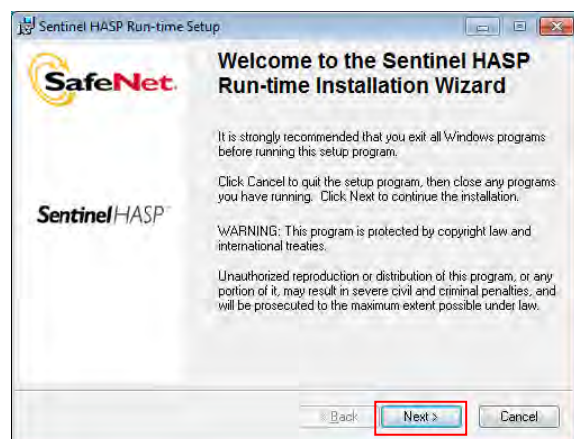 Sentinel HASP Run-time Setup
SafeNet.
Welcome to the Sentinel HASP
Run-time Installation Wizard
It is strongly recommended that you exit all Windows programs
before running this setup program.
Click Cancel to quit the setup program, then close any programs
you have running. Click Next to continue the installation.
Sentinel HASP™
WARNING: This program is protected by copyright law and
international treaties.
Unauthorized reproduction or distribution of this program, or any
portion of it, may result in severe civil and criminal penalties, and
will be prosecuted to the maximum extent possible under law.
< Back Next > Cancel